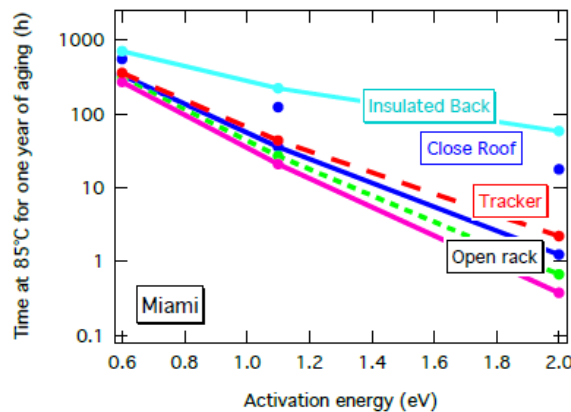 Time at 85°C for one year of aging (h)
1000
100
10
1
0.1
Insulated Back
Close Roof
Tracker
Open rack
Miami
0.6 0.8 1.0 1.2 1.4 1.6 1.8 2.0
Activation energy (eV)